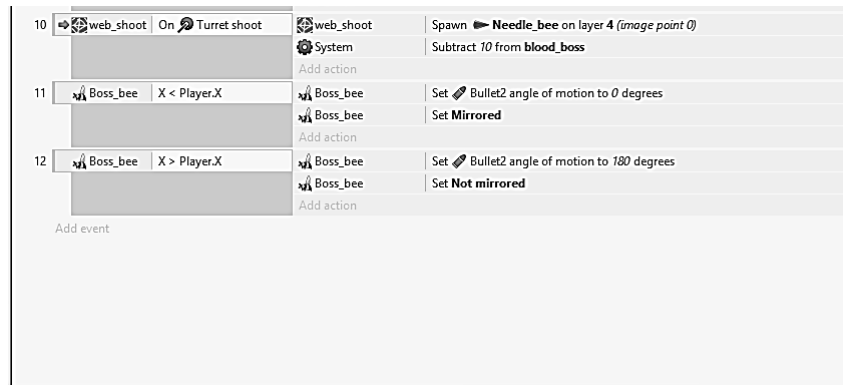 10 web_shoot On Turret shoot web_shoot Spawn Needle_bee on layer 4 (image point 0)
System Subtract 10 from blood_boss
Add action
11 Boss_bee X < Player.X Boss_bee Set Bullet2 angle of motion to 0 degrees
Boss_bee Set Mirrored
Add action
12 Boss_bee X > Player.X Boss_bee Set Bullet2 angle of motion to 180 degrees
Boss_bee Set Not mirrored
Add action
Add event